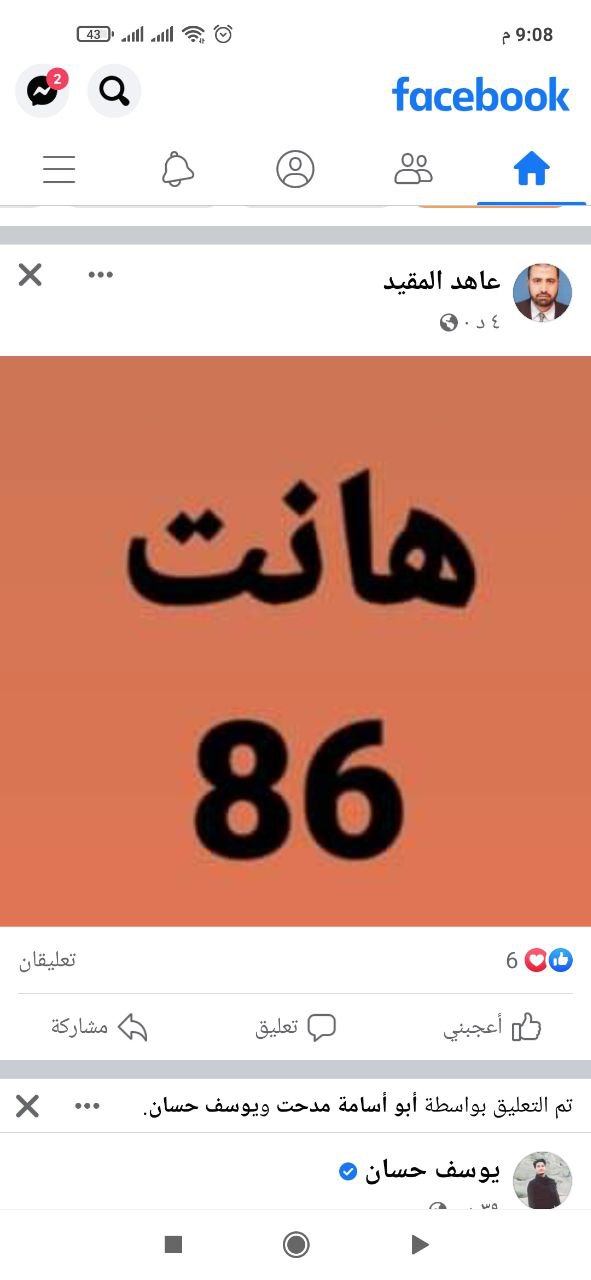 9:08 م
43
facebook
2
عاهد المقيد
٤ د ·
هانت
86
6
تعليقان
أعجبني
تعليق
مشاركة
تم التعليق بواسطة أبو أسامة مدحت ويوسف حسان.
يوسف حسان